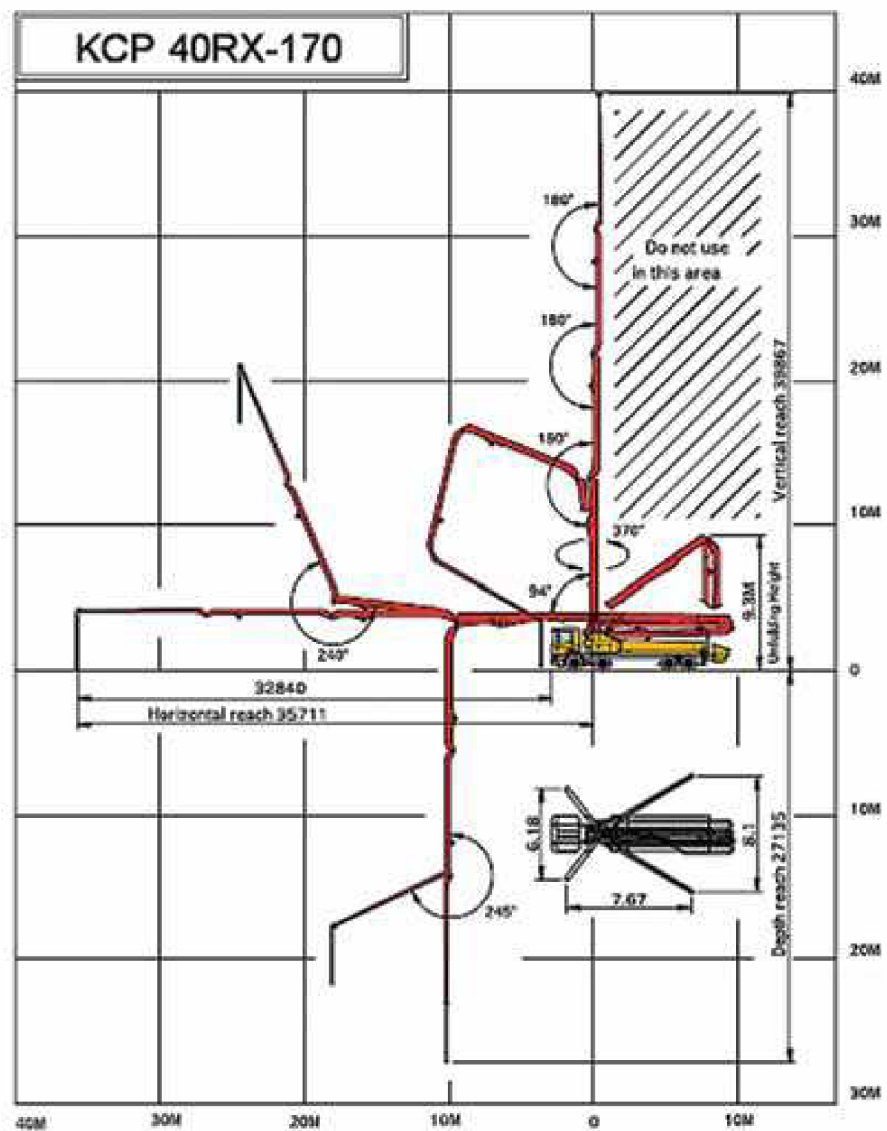 KCP 40RX-170
40M
180°
30M
Do not use
in this area
180°
20M
Vertical reach 39867
180°
10M
370°
94°
9.3M
Unfolding Height
240°
0
32840
Horizontal reach 35711
10M
6.18
8.1
7.67
Depth reach 27135
245°
20M
30M
40M
30M
20M
10M
0
10M